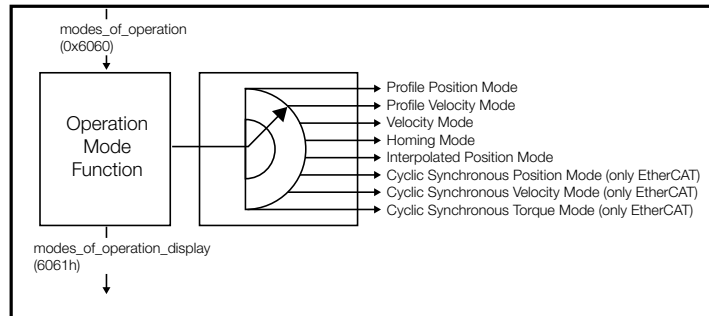 modes_of_operation
(0x6060)
Operation
Mode
Function
modes_of_operation_display
(6061h)
Profile Position Mode
Profile Velocity Mode
Velocity Mode
Homing Mode
Interpolated Position Mode
Cyclic Synchronous Position Mode (only EtherCAT)
Cyclic Synchronous Velocity Mode (only EtherCAT)
Cyclic Synchronous Torque Mode (only EtherCAT)